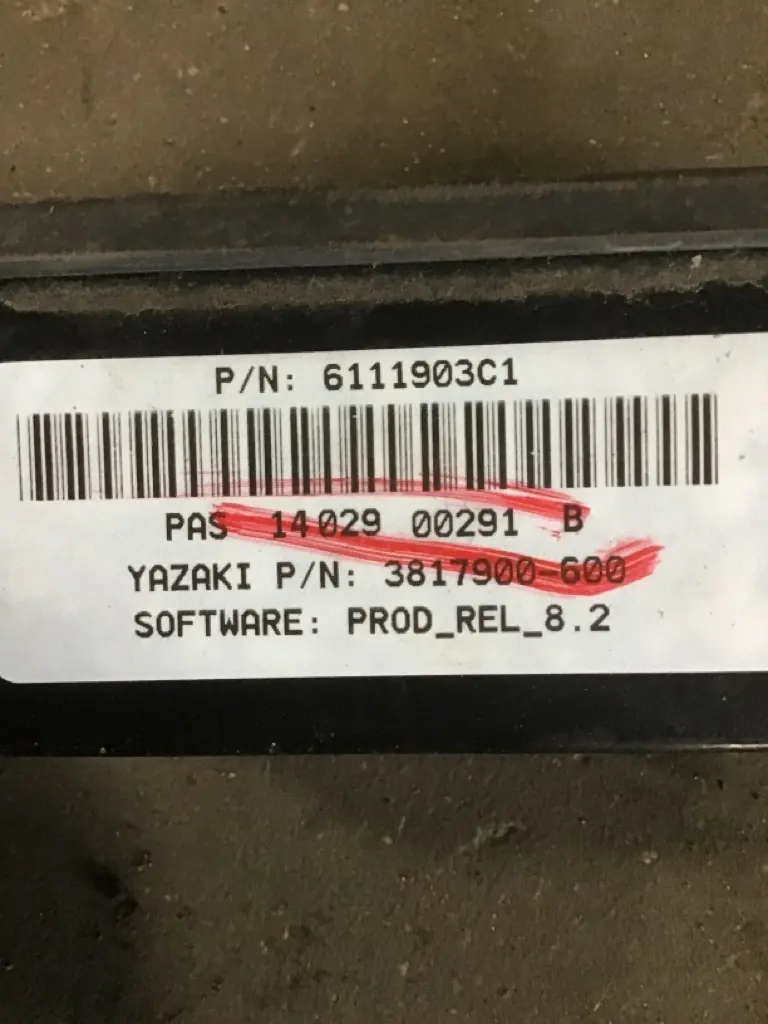 P/N: 6111903C1
PAS 14029 00291 B
YAZAKI P/N: 3817900-600
SOFTWARE: PROD_REL_8.2